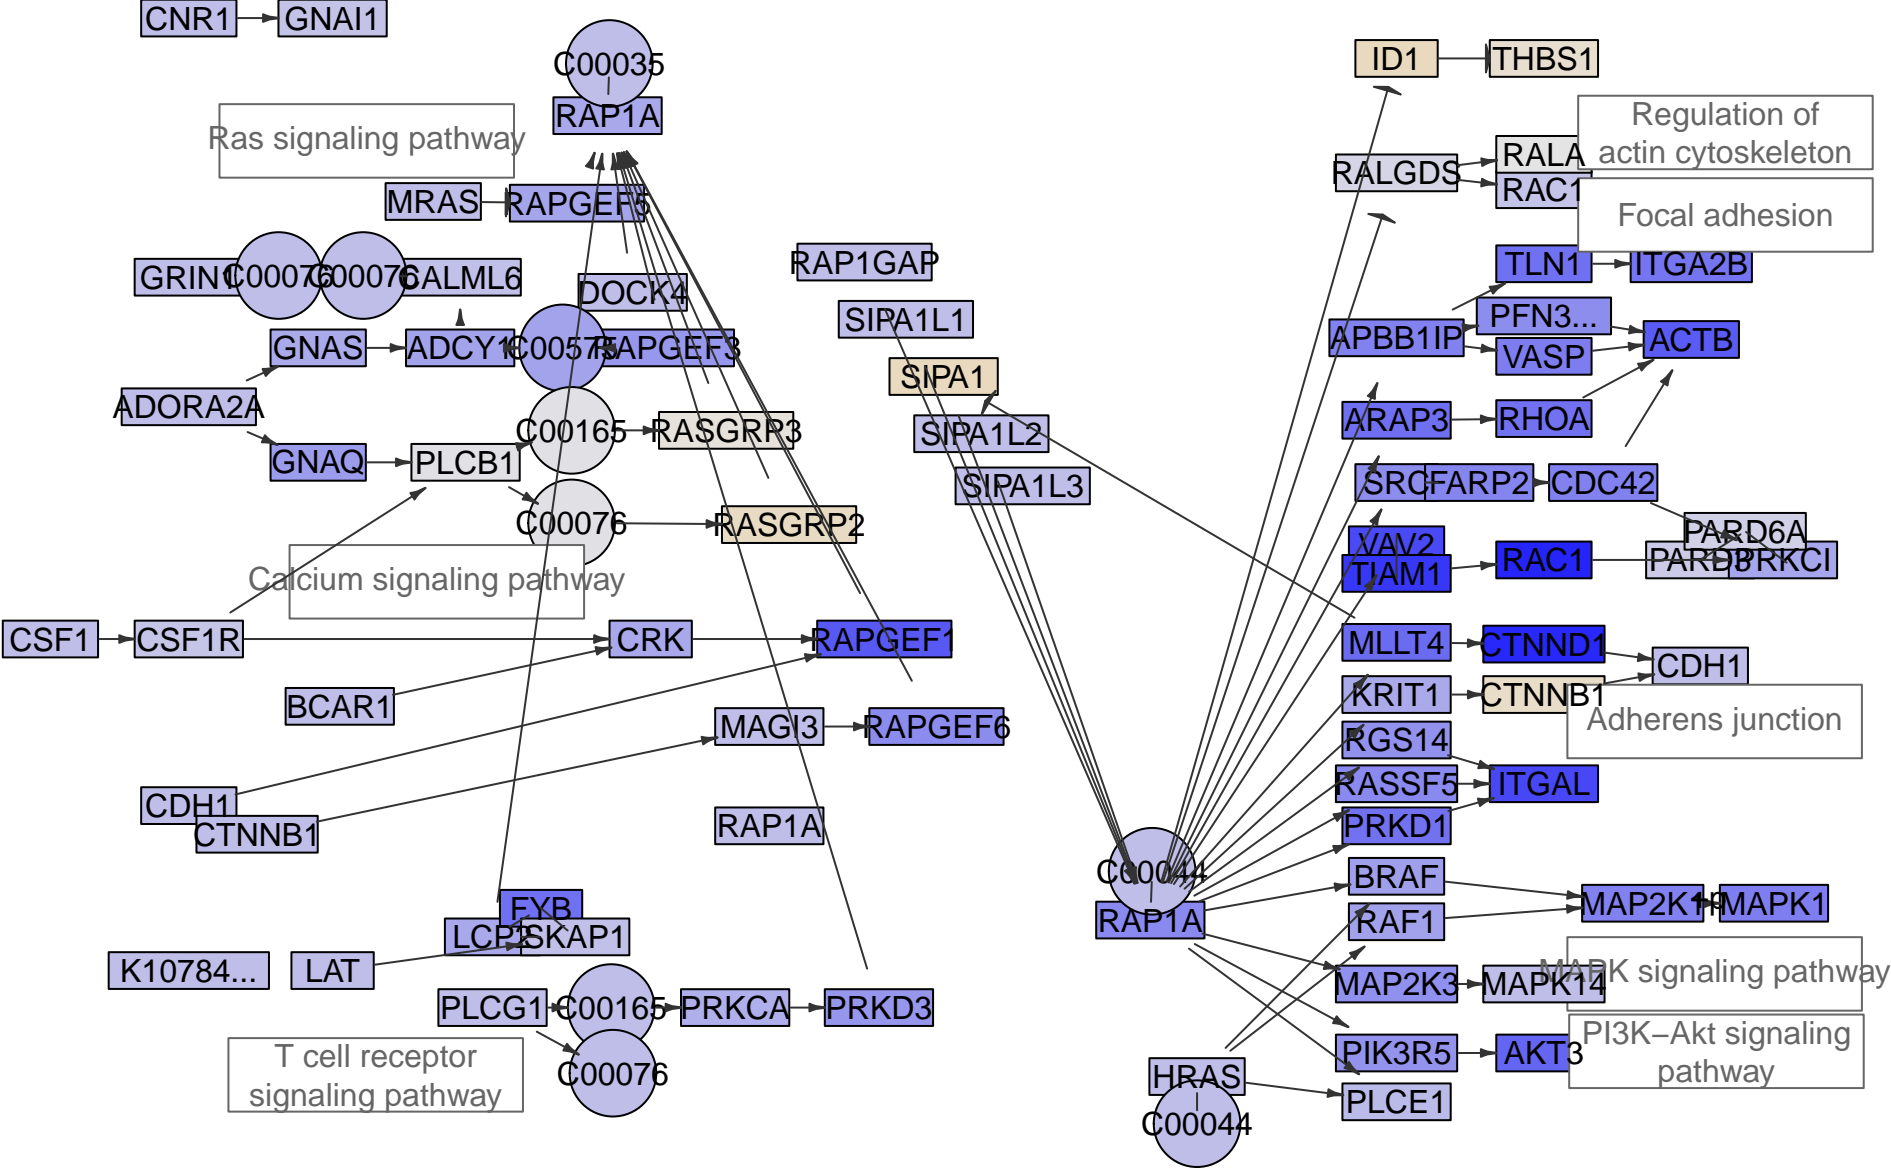 CNR1
GNAI1
C00035
RAP1A
Ras signaling pathway
MRAS
RAPGEF5
GRIN1
C00076
C00076
CALML6
DOCK4
GNAS
ADCY1
C00575
RAPGEF3
ADORA2A
GNAQ
PLCB1
C00165
RASGRP3
C00076
RASGRP2
Calcium signaling pathway
CSF1
CSF1R
CRK
RAPGEF1
BCAR1
MAGI3
RAPGEF6
CDH1
CTNNB1
RAP1A
FYB
LCP2
SKAP1
K10784...
LAT
PLCG1
C00165
PRKCA
PRKD3
C00076
T cell receptor
signaling pathway
RAP1GAP
SIPA1L1
SIPA1
SIPA1L2
SIPA1L3
C00044
RAP1A
HRAS
C00044
ID1
THBS1
Regulation of
actin cytoskeleton
RALGDS
RALA
RAC1
Focal adhesion
TLN1
ITGA2B
APBB1IP
PFN3...
VASP
ACTB
ARAP3
RHOA
SRC
FARP2
CDC42
VAV2
TIAM1
RAC1
PARD6A
PARD3
PRKCI
MLLT4
CTNND1
CDH1
KRIT1
CTNNB1
Adherens junction
RGS14
RASSF5
ITGAL
PRKD1
BRAF
RAF1
MAP2K1
+p
MAPK1
MAP2K3
MAPK14
MAPK signaling pathway
PIK3R5
AKT3
PI3K−Akt signaling
pathway
PLCE1